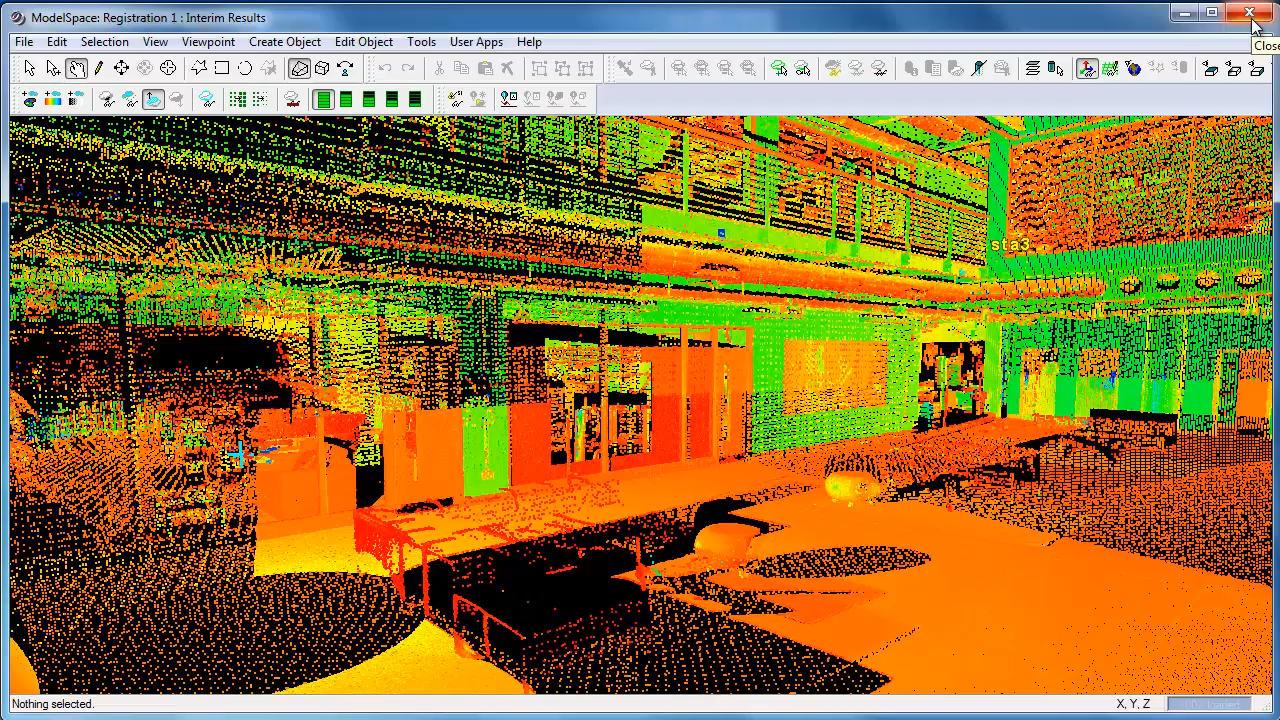 ModelSpace: Registration 1 : Interim Results
File Edit Selection View Viewpoint Create Object Edit Object Tools User Apps Help
Close
sta3
Nothing selected.
X, Y, Z